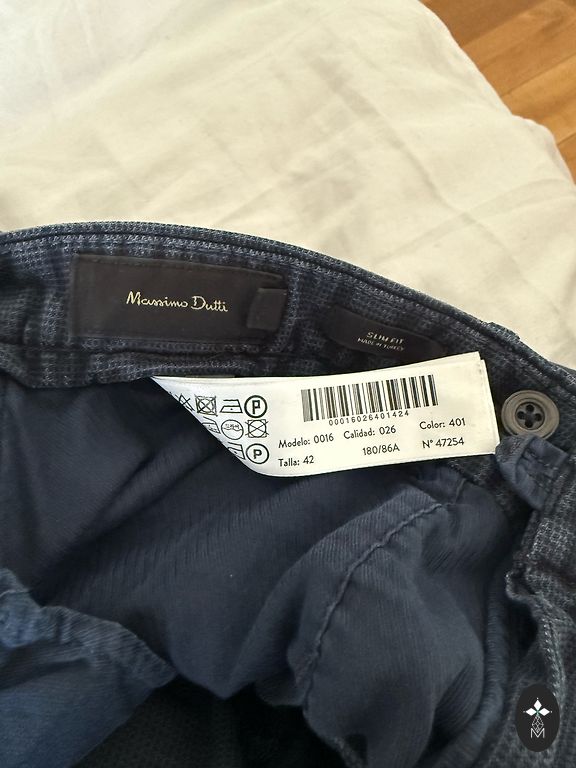 Massimo Dutti
SLIM FIT
MADE IN TURKEY
P
00016026401424
Modelo: 0016 Calidad: 026 Color: 401
Talla: 42 180/86A N° 47254
P
M